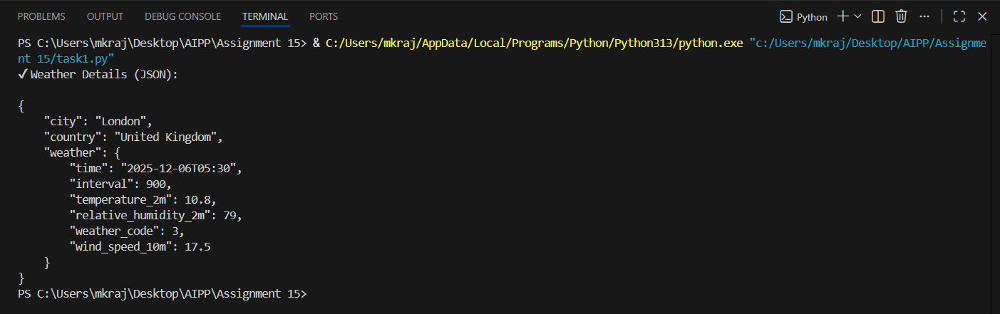 PROBLEMS OUTPUT DEBUG CONSOLE TERMINAL PORTS Python
PS C:\Users\mkraj\Desktop\AIPP\Assignment 15> & C:/Users/mkraj/AppData/Local/Programs/Python/Python313/python.exe "c:/Users/mkraj/Desktop/AIPP/Assignme
nt 15/task1.py"
✓ Weather Details (JSON):
{
    "city": "London",
    "country": "United Kingdom",
    "weather": {
        "time": "2025-12-06T05:30",
        "interval": 900,
        "temperature_2m": 10.8,
        "relative_humidity_2m": 79,
        "weather_code": 3,
        "wind_speed_10m": 17.5
    }
}
PS C:\Users\mkraj\Desktop\AIPP\Assignment 15>